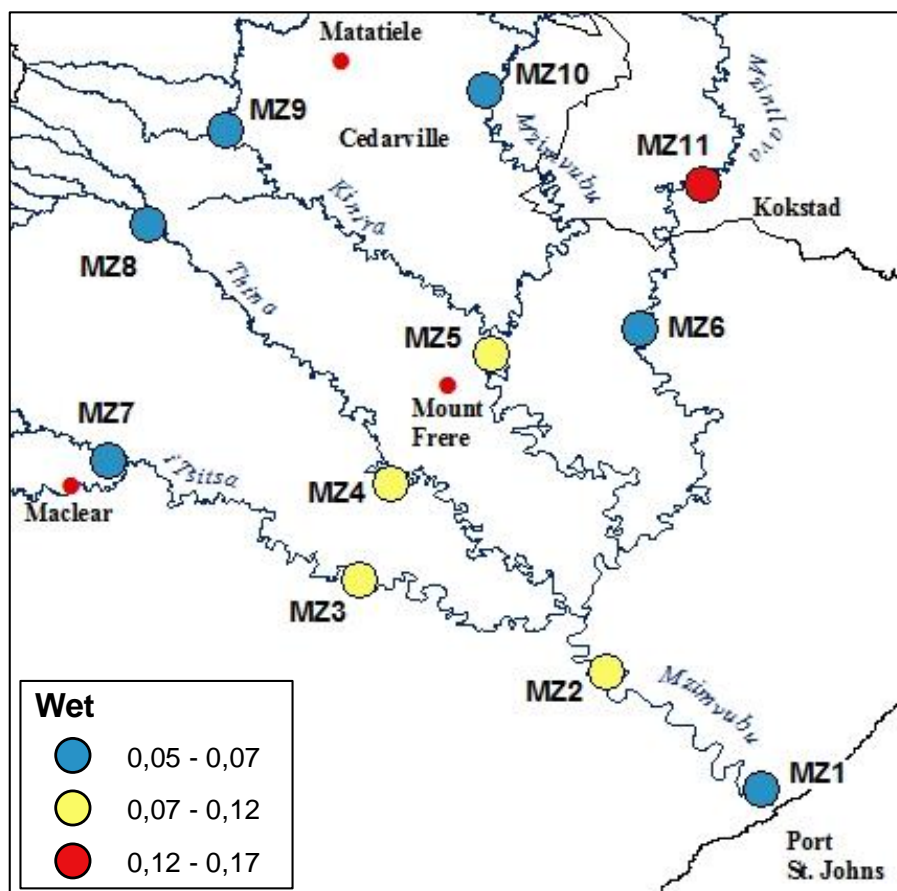 Matatiele
MZ10
MZ9
Cedarville
Mzimvubu
MZ11
Mzintlava
Kokstad
MZ8
Kinira
Thina
MZ5
MZ6
Mount
Frere
MZ7
iTsitsa
Maclear
MZ4
MZ3
MZ2
Mzimvubu
MZ1
Port
St. Johns
Wet
0,05 - 0,07
0,07 - 0,12
0,12 - 0,17